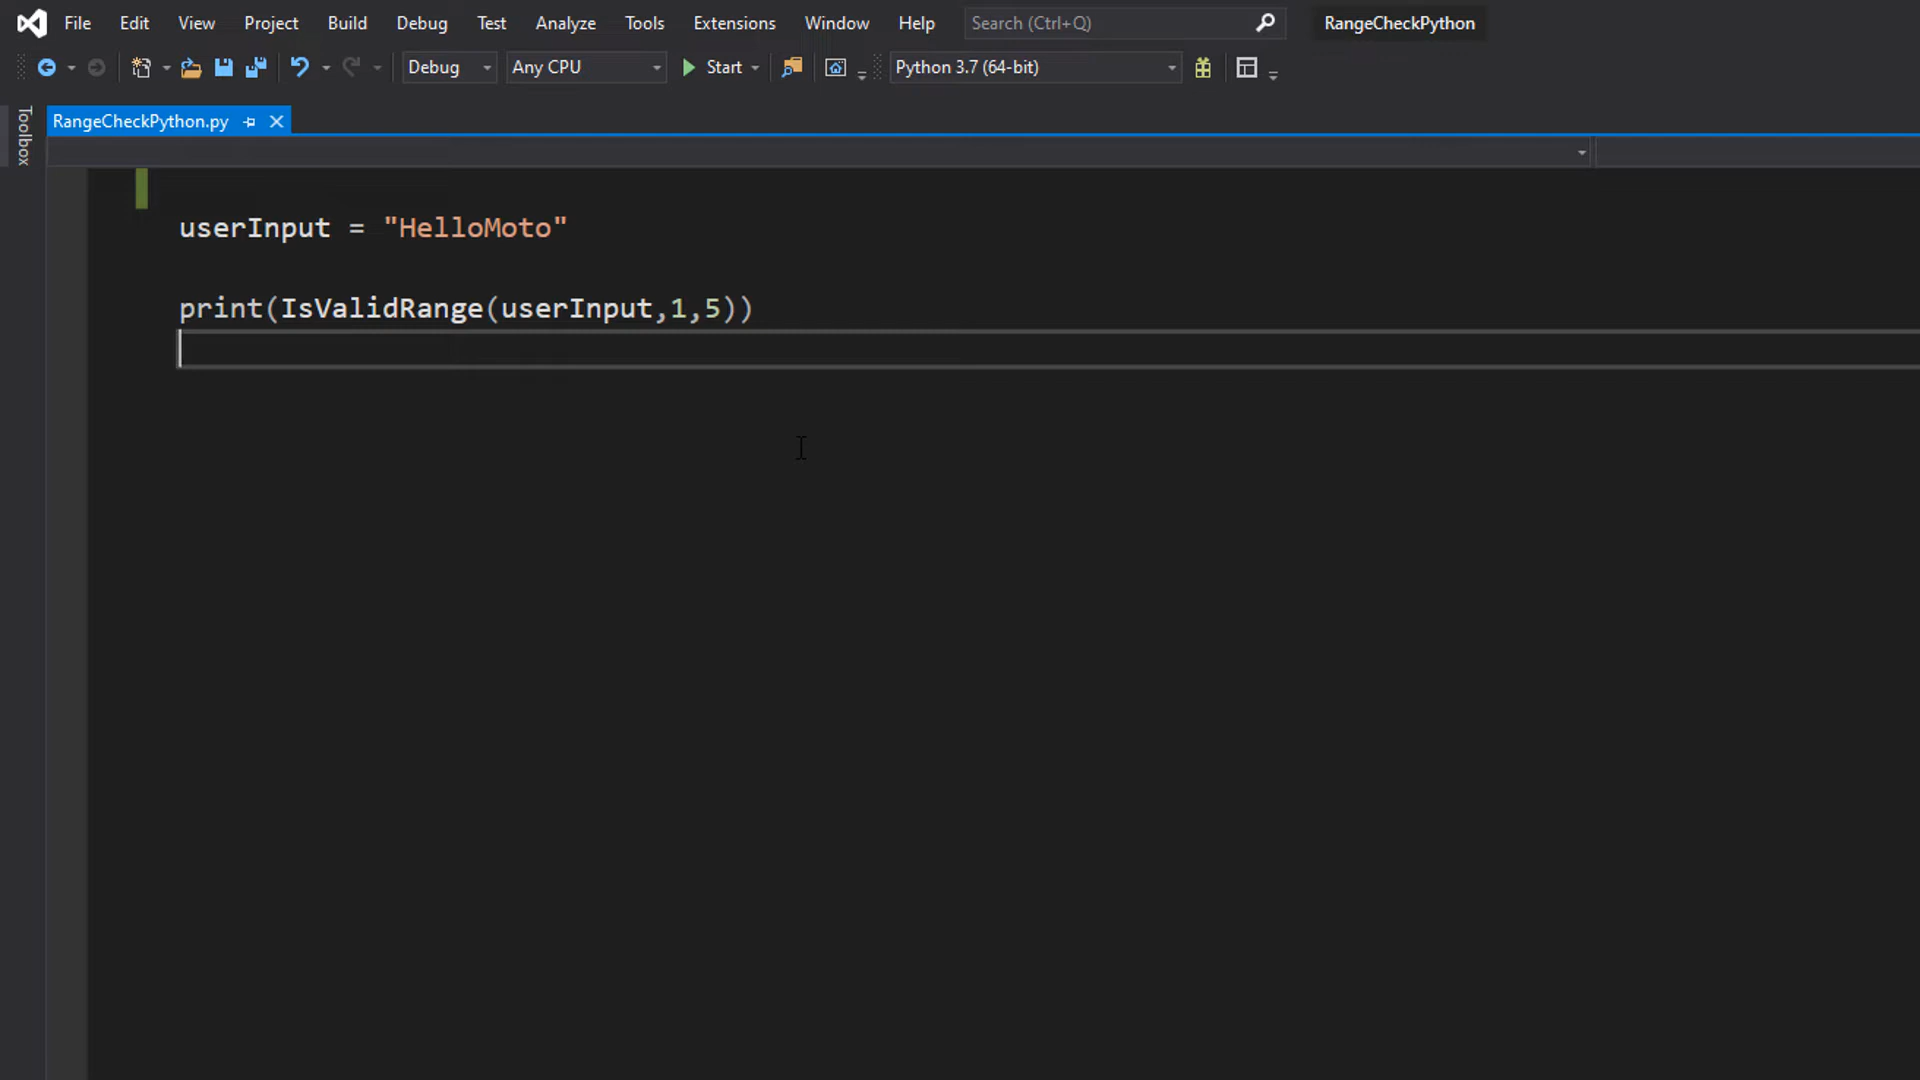 File Edit View Project Build Debug Test Analyze Tools Extensions Window Help Search (Ctrl+Q) RangeCheckPython
Debug Any CPU Start Python 3.7 (64-bit)
Toolbox
RangeCheckPython.py
userInput = "HelloMoto"
print(IsValidRange(userInput,1,5))